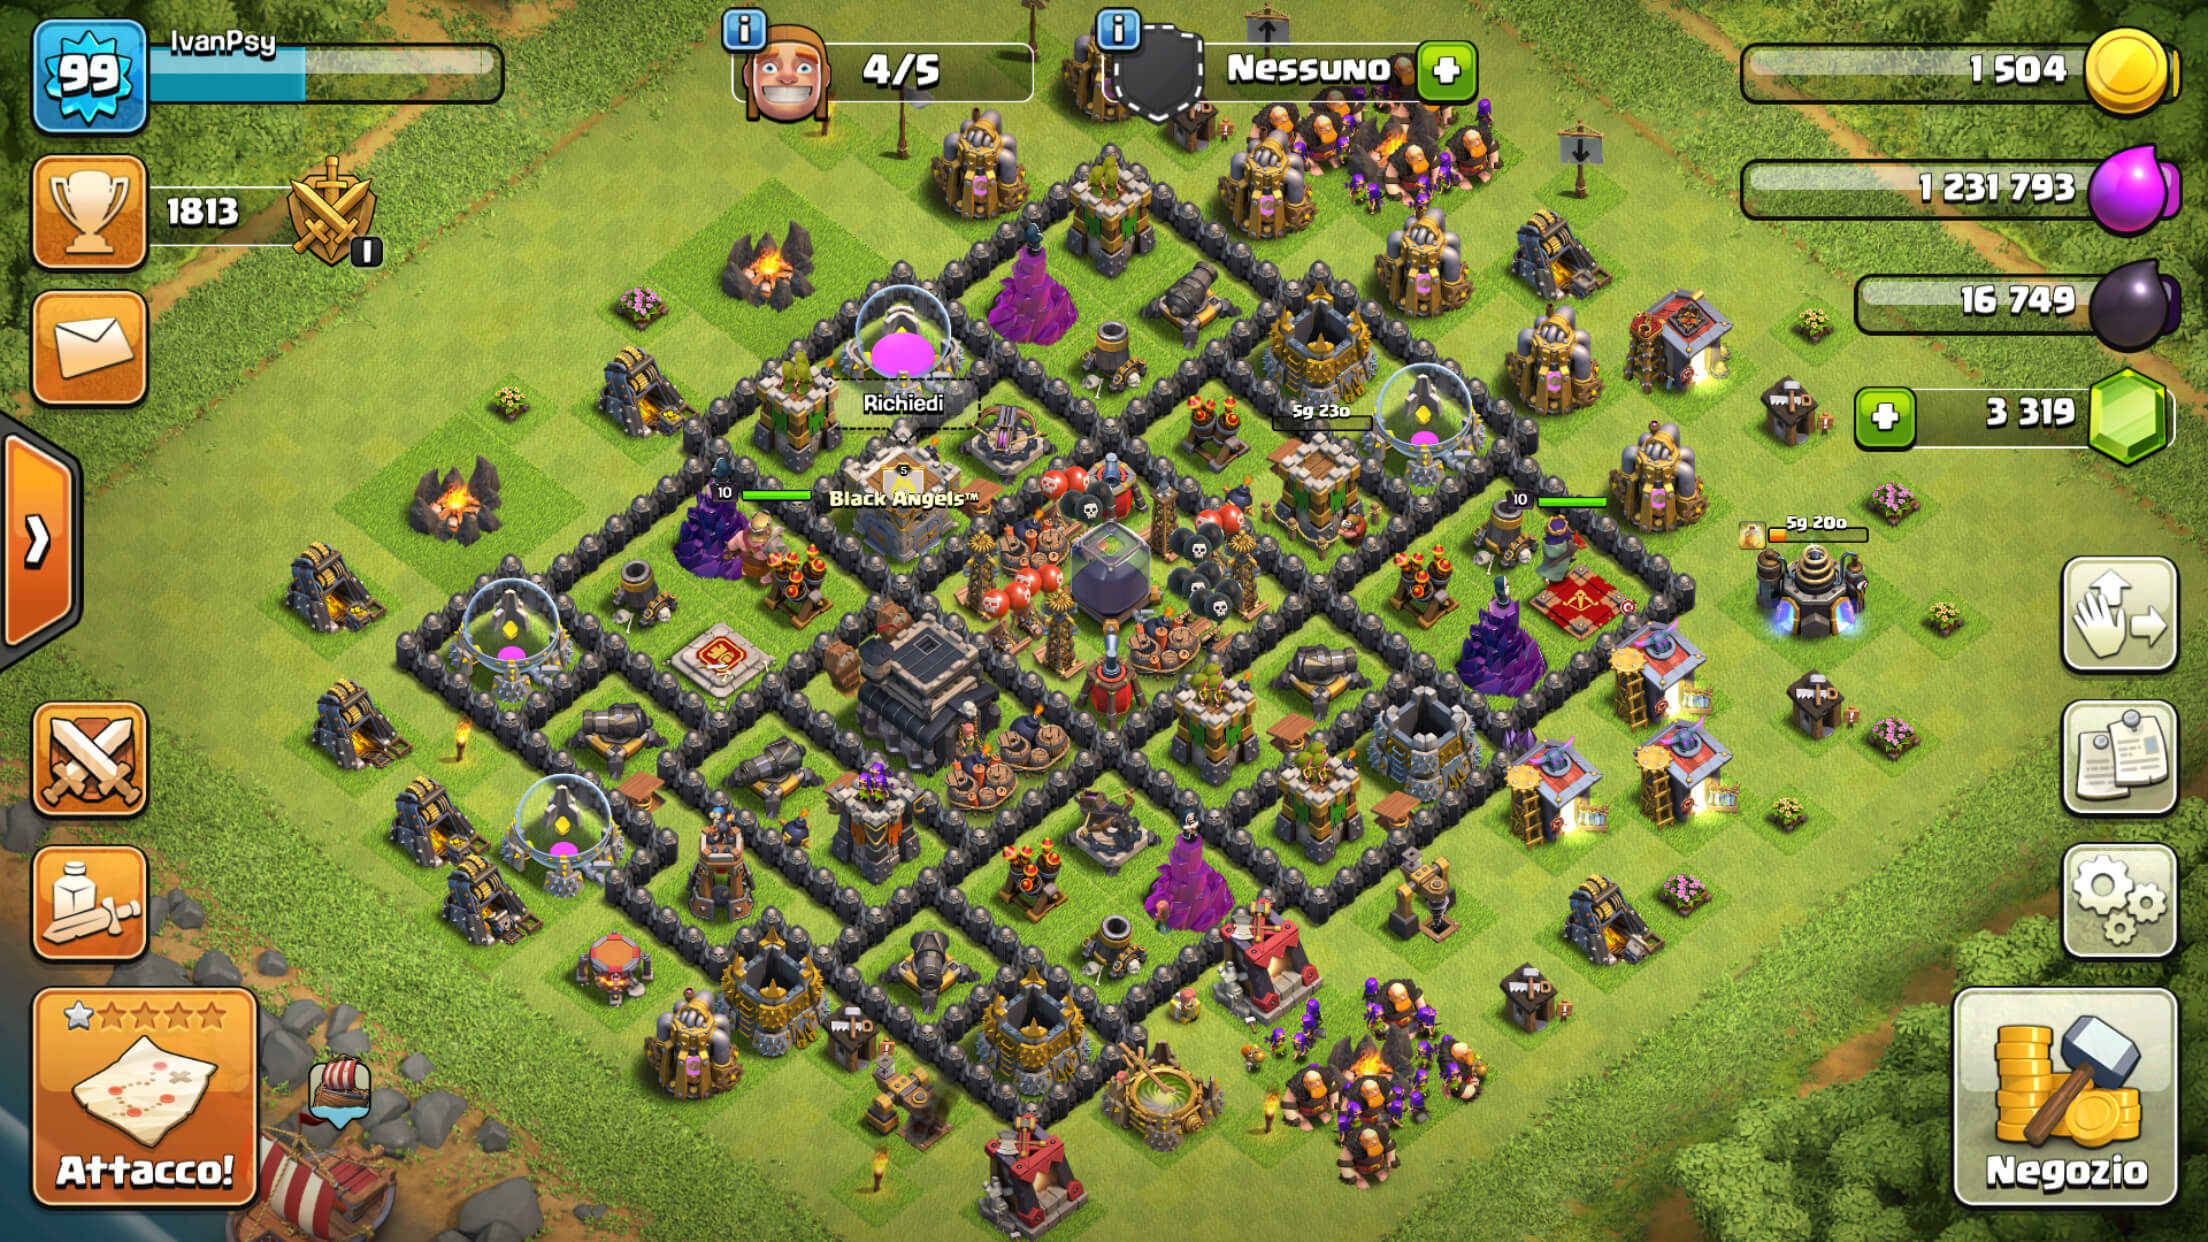 IvanPsy
99
4/5
Nessuno
1 504
1813
I
1 231 793
16 749
3 319
Richiedi
5g 23o
5
Black Angels™
10
10
5g 20o
Attacco!
Negozio